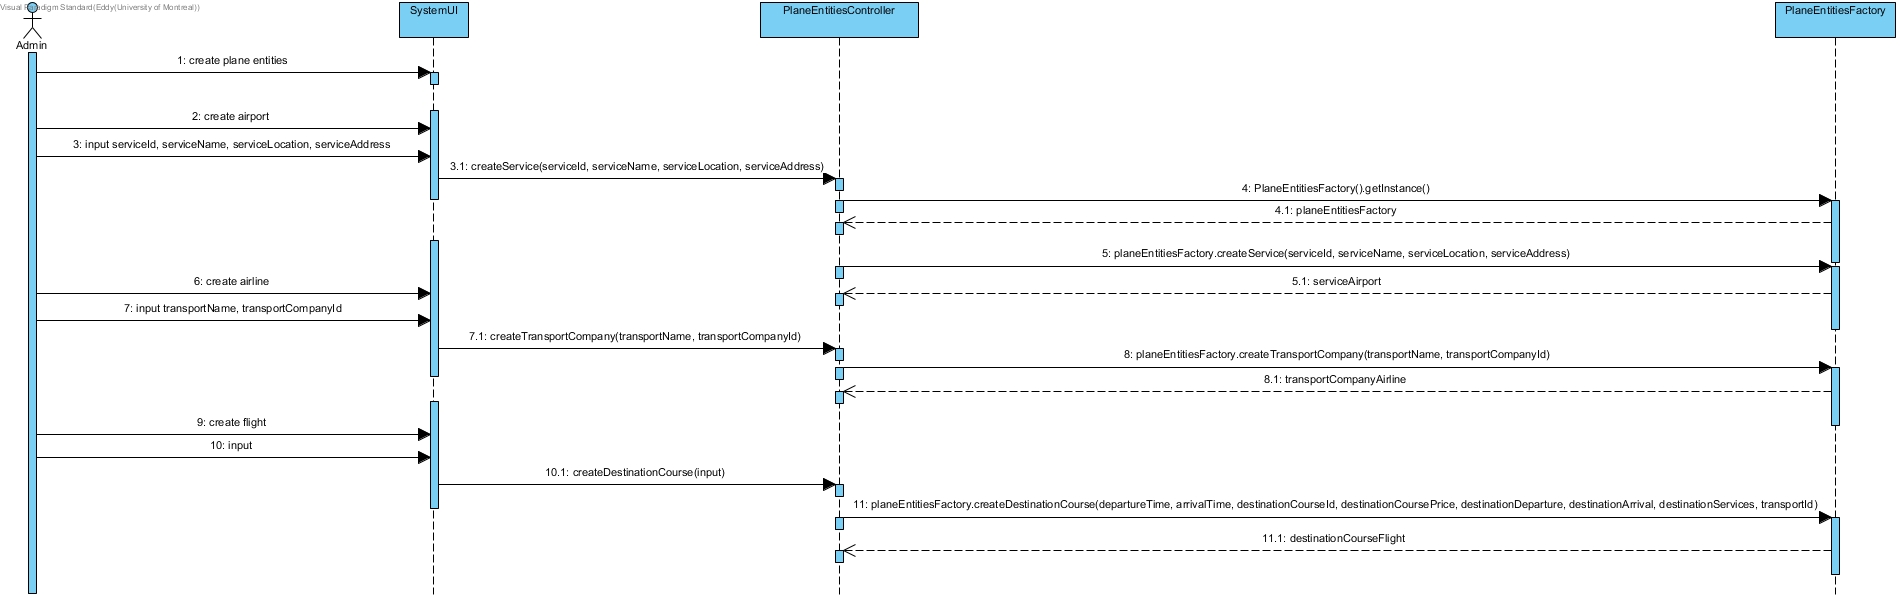 Visual Paradigm Standard(Eddy(University of Montreal))
Admin
SystemUI
PlaneEntitiesController
PlaneEntitiesFactory
1: create plane entities
2: create airport
3: input serviceId, serviceName, serviceLocation, serviceAddress
3.1: createService(serviceId, serviceName, serviceLocation, serviceAddress)
4: PlaneEntitiesFactory().getInstance()
4.1: planeEntitiesFactory
5: planeEntitiesFactory.createService(serviceId, serviceName, serviceLocation, serviceAddress)
5.1: serviceAirport
6: create airline
7: input transportName, transportCompanyId
7.1: createTransportCompany(transportName, transportCompanyId)
8: planeEntitiesFactory.createTransportCompany(transportName, transportCompanyId)
8.1: transportCompanyAirline
9: create flight
10: input
10.1: createDestinationCourse(input)
11: planeEntitiesFactory.createDestinationCourse(departureTime, arrivalTime, destinationCourseId, destinationCoursePrice, destinationDeparture, destinationArrival, destinationServices, transportId)
11.1: destinationCourseFlight